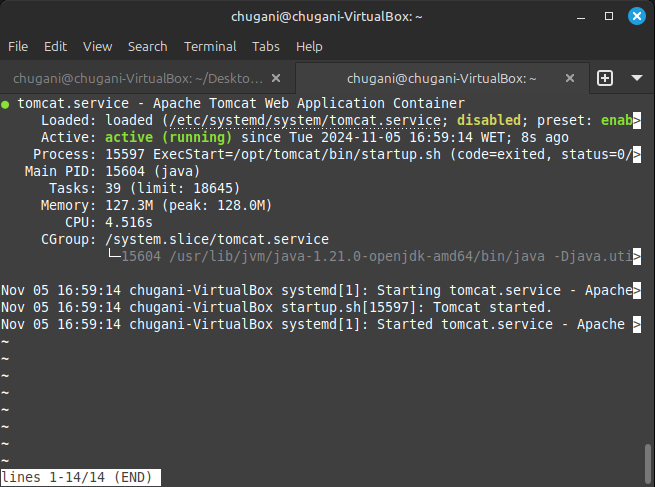 chugani@chugani-VirtualBox: ~
File Edit View Search Terminal Tabs Help
chugani@chugani-VirtualBox: ~/Deskto... × chugani@chugani-VirtualBox: ~ ×
● tomcat.service - Apache Tomcat Web Application Container
Loaded: loaded (/etc/systemd/system/tomcat.service; disabled; preset: enab>
Active: active (running) since Tue 2024-11-05 16:59:14 WET; 8s ago
Process: 15597 ExecStart=/opt/tomcat/bin/startup.sh (code=exited, status=0/>
Main PID: 15604 (java)
Tasks: 39 (limit: 18645)
Memory: 127.3M (peak: 128.0M)
CPU: 4.516s
CGroup: /system.slice/tomcat.service
└─15604 /usr/lib/jvm/java-1.21.0-openjdk-amd64/bin/java -Djava.uti>
Nov 05 16:59:14 chugani-VirtualBox systemd[1]: Starting tomcat.service - Apache>
Nov 05 16:59:14 chugani-VirtualBox startup.sh[15597]: Tomcat started.
Nov 05 16:59:14 chugani-VirtualBox systemd[1]: Started tomcat.service - Apache >
~
~
~
~
~
~
~
~
lines 1-14/14 (END)